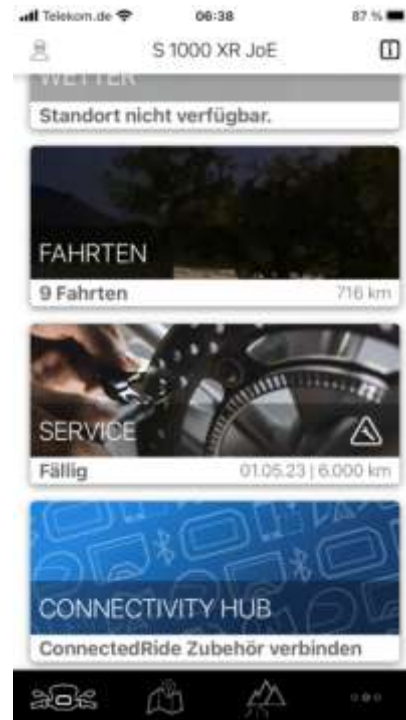 Telekom.de 06:38 87 %
S 1000 XR JoE
WETTER
Standort nicht verfügbar.
FAHRTEN
9 Fahrten 716 km
SERVICE
Fällig 01.05.23 | 6.000 km
CONNECTIVITY HUB
ConnectedRide Zubehör verbinden